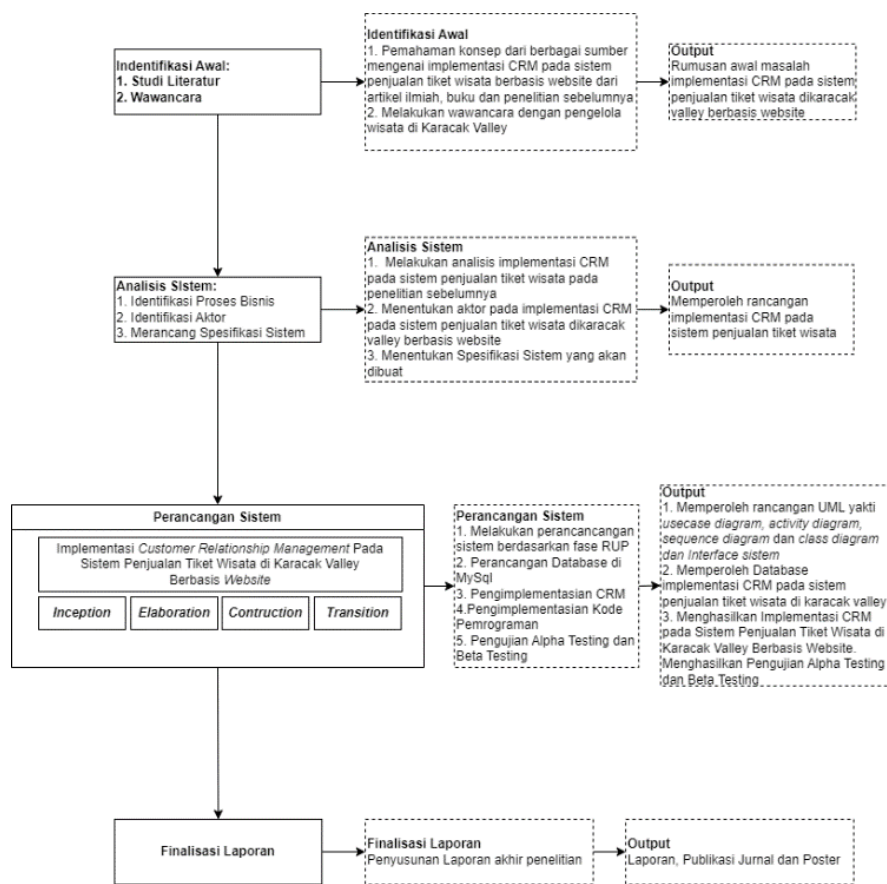 Indentifikasi Awal:
1. Studi Literatur
2. Wawancara
Identifikasi Awal
1. Pemahaman konsep dari berbagai sumber
mengenai implementasi CRM pada sistem
penjualan tiket wisata berbasis website dari
artikel ilmiah, buku dan penelitian sebelumnya
2. Melakukan wawancara dengan pengelola
wisata di Karacak Valley
Output
Rumusan awal masalah
implementasi CRM pada sistem
penjualan tiket wisata dikaracak
valley berbasis website
Analisis SIstem:
1. Identifikasi Proses Bisnis
2. Identifikasi Aktor
3. Merancang Spesifikasi Sistem
Analisis Sistem
1. Melakukan analisis implementasi CRM
pada sistem penjualan tiket wisata pada
penelitian sebelumnya
2. Menentukan aktor pada implementasi CRM
pada sistem penjualan tiket wisata dikaracak
valley berbasis website
3. Menentukan Spesifikasi Sistem yang akan
dibuat
Output
Memperoleh rancangan
implementasi CRM pada
sistem penjualan tiket wisata
Perancangan Sistem
Implementasi Customer Relationship Management Pada
Sistem Penjualan Tiket Wisata di Karacak Valley
Berbasis Website
Inception
Elaboration
Contruction
Transition
Perancangan Sistem
1. Melakukan perancancangan
sistem berdasarkan fase RUP
2. Perancangan Database di
MySql
3. Pengimplementasian CRM
4.Pengimplementasian Kode
Pemrograman
5. Pengujian Alpha Testing dan
Beta Testing
Output
1. Memperoleh rancangan UML yakti
usecase diagram, activity diagram,
sequence diagram dan class diagram
dan Interface sistem
2. Memperoleh Database
implementasi CRM pada sistem
penjualan tiket wisata di karacak valley
3. Menghasilkan Implementasi CRM
pada Sistem Penjualan Tiket Wisata di
Karacak Valley Berbasis Website.
Menghasilkan Pengujian Alpha Testing
dan Beta Testing
Finalisasi Laporan
Finalisasi Laporan
Penyusunan Laporan akhir penelitian
Output
Laporan, Publikasi Jurnal dan Poster